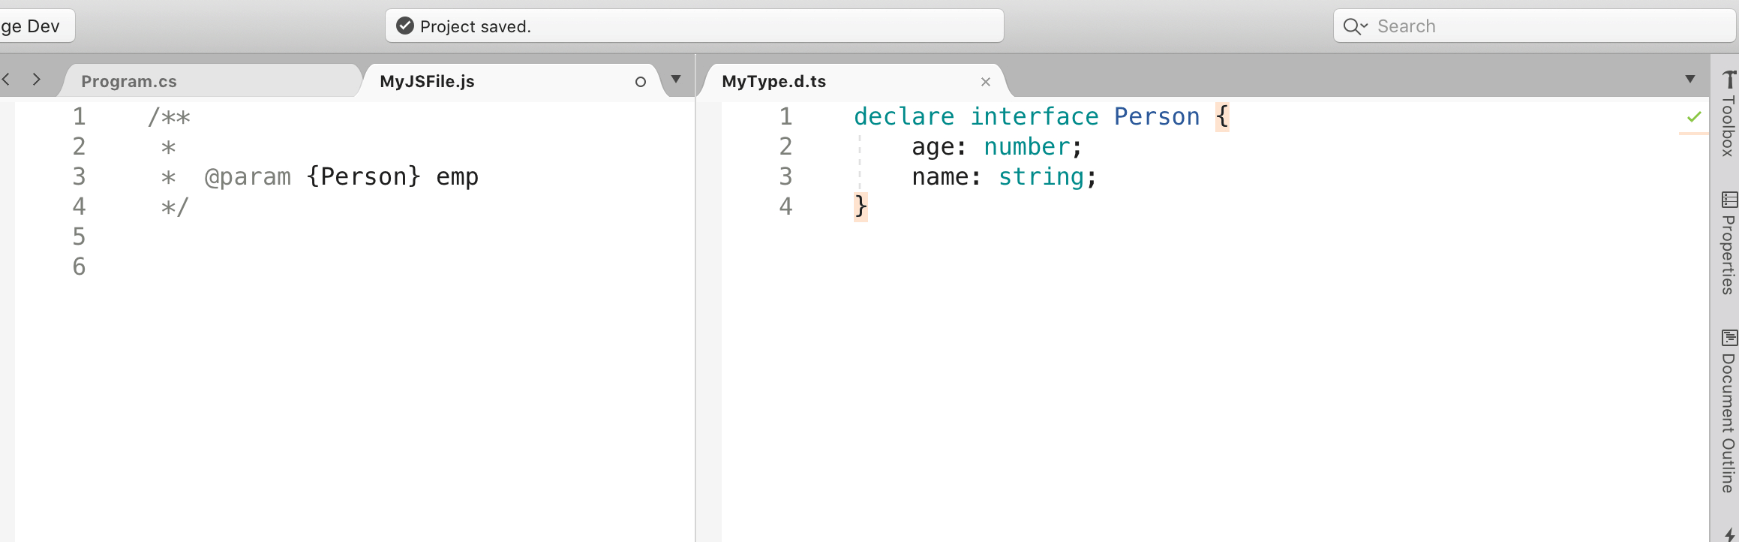 ge Dev
Project saved.
Search
Program.cs
MyJSFile.js
1 /**
2 *
3 * @param {Person} emp
4 */
5
6
MyType.d.ts
1 declare interface Person {
2 age: number;
3 name: string;
4 }
Toolbox
Properties
Document Outline